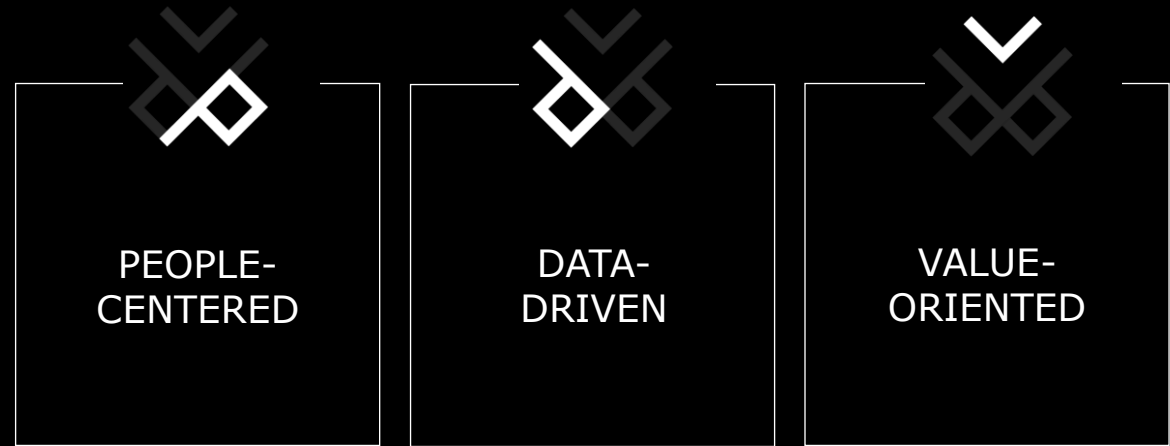 PEOPLE-
CENTERED
DATA-
DRIVEN
VALUE-
ORIENTED